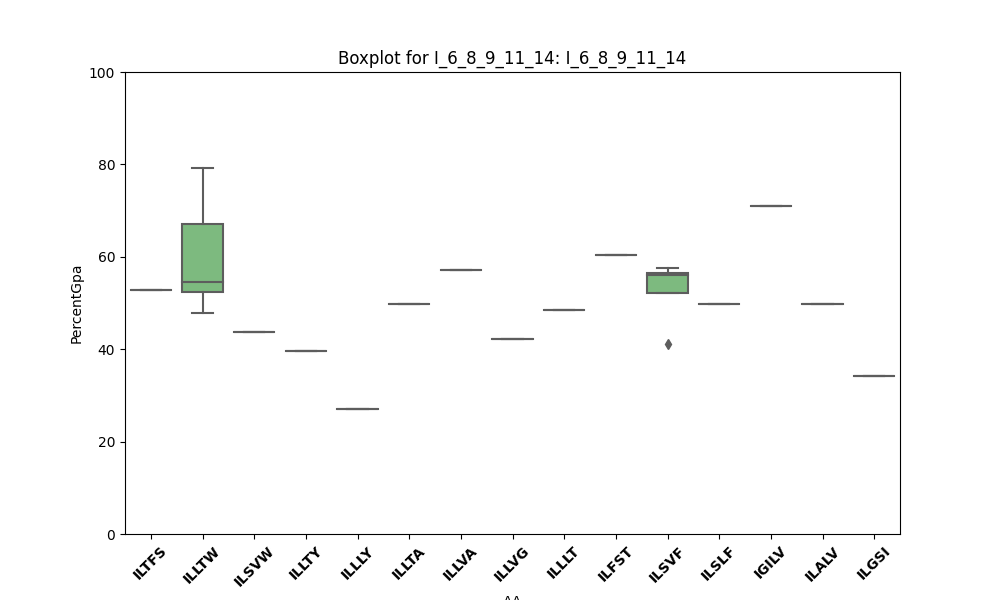 Boxplot for I_6_8_9_11_14: I_6_8_9_11_14
100
80
60
40
20
0
PercentGpa
ILTFS
ILLTW
ILSVW
ILLTY
ILLLY
ILLTA
ILLVA
ILLVG
ILLLT
ILFST
ILSVF
ILSLF
IGILV
ILALV
ILGSI
AA